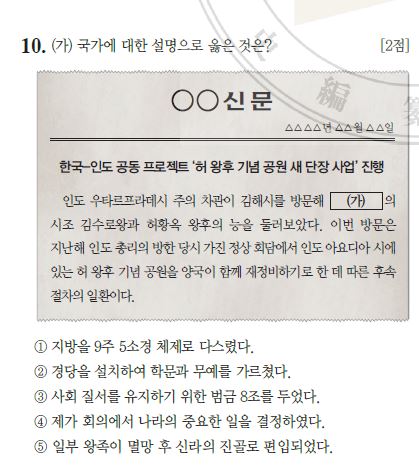 10. (가) 국가에 대한 설명으로 옳은 것은? [2점]
史
編
○○신문
△△△△년 △△월 △△일
한국-인도 공동 프로젝트 '허 왕후 기념 공원 새 단장 사업' 진행
인도 우타르프라데시 주의 차관이 김해시를 방문해 (가) 의
시조 김수로왕과 허황옥 왕후의 능을 둘러보았다. 이번 방문은
지난해 인도 총리의 방한 당시 가진 정상 회담에서 인도 아요디아 시에
있는 허 왕후 기념 공원을 양국이 함께 재정비하기로 한 데 따른 후속
절차의 일환이다.
① 지방을 9주 5소경 체제로 다스렸다.
② 경당을 설치하여 학문과 무예를 가르쳤다.
③ 사회 질서를 유지하기 위한 범금 8조를 두었다.
④ 제가 회의에서 나라의 중요한 일을 결정하였다.
⑤ 일부 왕족이 멸망 후 신라의 진골로 편입되었다.